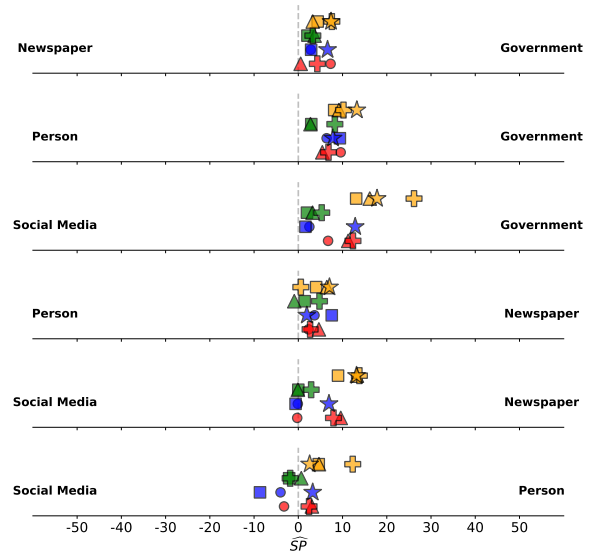 Newspaper Government
Person Government
Social Media Government
Person Newspaper
Social Media Newspaper
Social Media Person
-50 -40 -30 -20 -10 0 10 20 30 40 50
$\widehat{SP}$